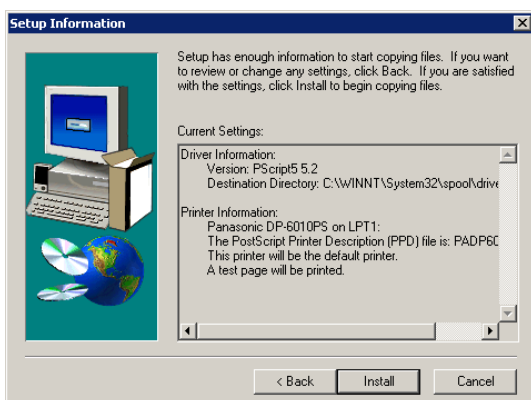 Setup Information
Setup has enough information to start copying files. If you want
to review or change any settings, click Back. If you are satisfied
with the settings, click Install to begin copying files.
Current Settings:
Driver Information:
Version: PScript5 5.2
Destination Directory: C:\WINNT\System32\spool\drive
Printer Information:
Panasonic DP-6010PS on LPT1:
The PostScript Printer Description (PPD) file is: PADP60
This printer will be the default printer.
A test page will be printed.
< Back Install Cancel